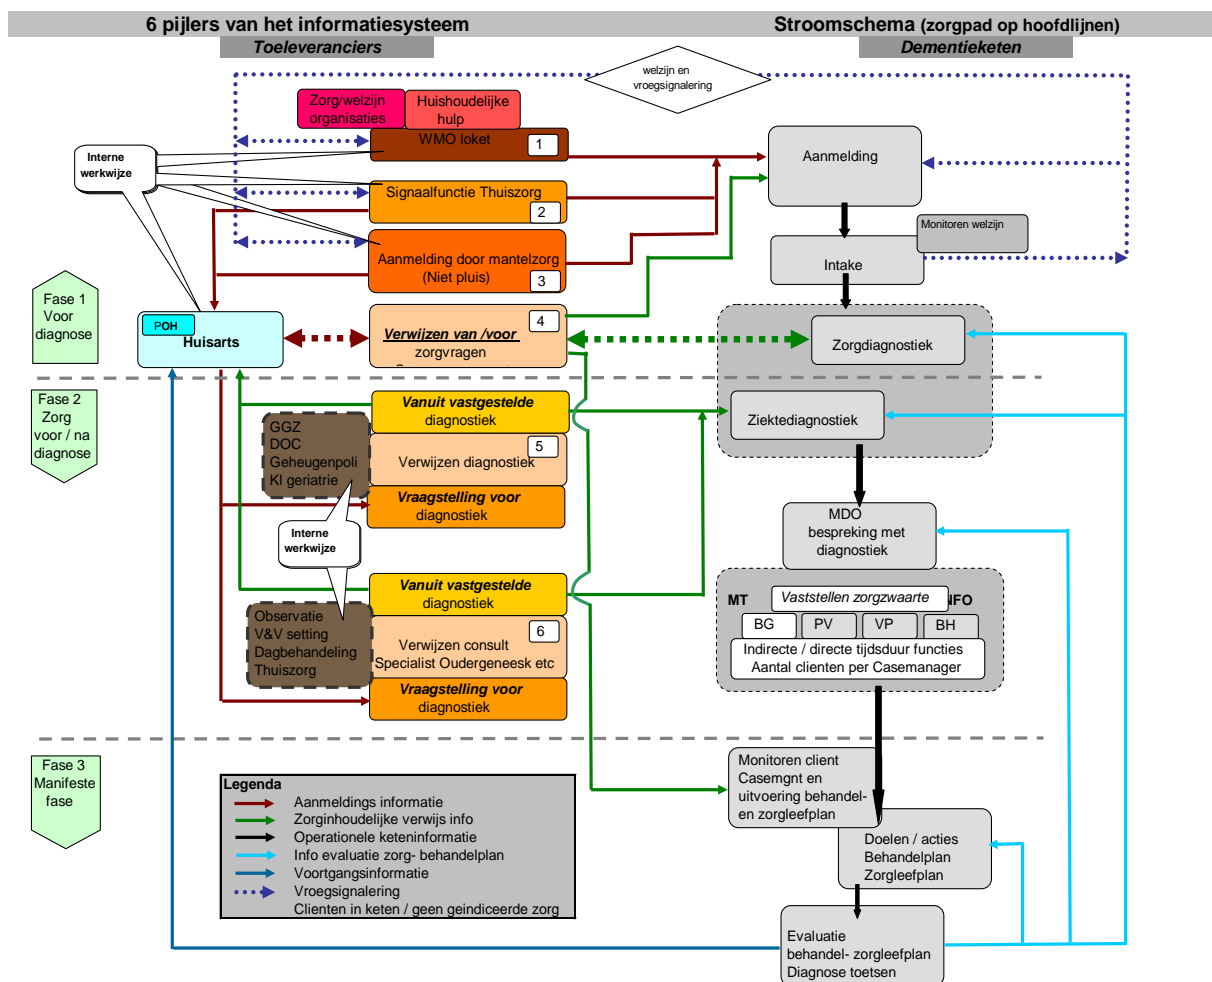 6 pijlers van het informatiesysteem
Stroomschema (zorgpad op hoofdlijnen)
Toeleveranciers
Dementieketen
welzijn en
vroegsignalering
Zorg/welzijn
organisaties
Huishoudelijke
hulp
WMO loket
1
Interne
werkwijze
Signaalfunctie Thuiszorg
2
Aanmelding door mantelzorg
(Niet pluis)
3
Aanmelding
Monitoren welzijn
Intake
Fase 1
Voor
diagnose
POH
Huisarts
4
Verwijzen van /voor
zorgvragen
Zorgdiagnostiek
Fase 2
Zorg
voor / na
diagnose
Vanuit vastgestelde
diagnostiek
GGZ
DOC
Geheugenpoli
KI geriatrie
5
Verwijzen diagnostiek
Vraagstelling voor
diagnostiek
Ziektediagnostiek
Interne
werkwijze
MDO
bespreking met
diagnostiek
Vanuit vastgestelde
diagnostiek
Observatie
V&V setting
Dagbehandeling
Thuiszorg
6
Verwijzen consult
Specialist Oudergeneesk etc
Vraagstelling voor
diagnostiek
MT
Vaststellen zorgzwaarte
NFO
BG
PV
VP
BH
Indirecte / directe tijdsduur functies
Aantal clienten per Casemanager
Fase 3
Manifeste
fase
Monitoren client
Casemgnt en
uitvoering behandel-
en zorgleefplan
Doelen / acties
Behandelplan
Zorgleefplan
Evaluatie
behandel- zorgleefplan
Diagnose toetsen
Legenda
Aanmeldings informatie
Zorginhoudelijke verwijs info
Operationele keteninformatie
Info evaluatie zorg- behandelplan
Voortgangsinformatie
Vroegsignalering
Clienten in keten / geen geindiceerde zorg